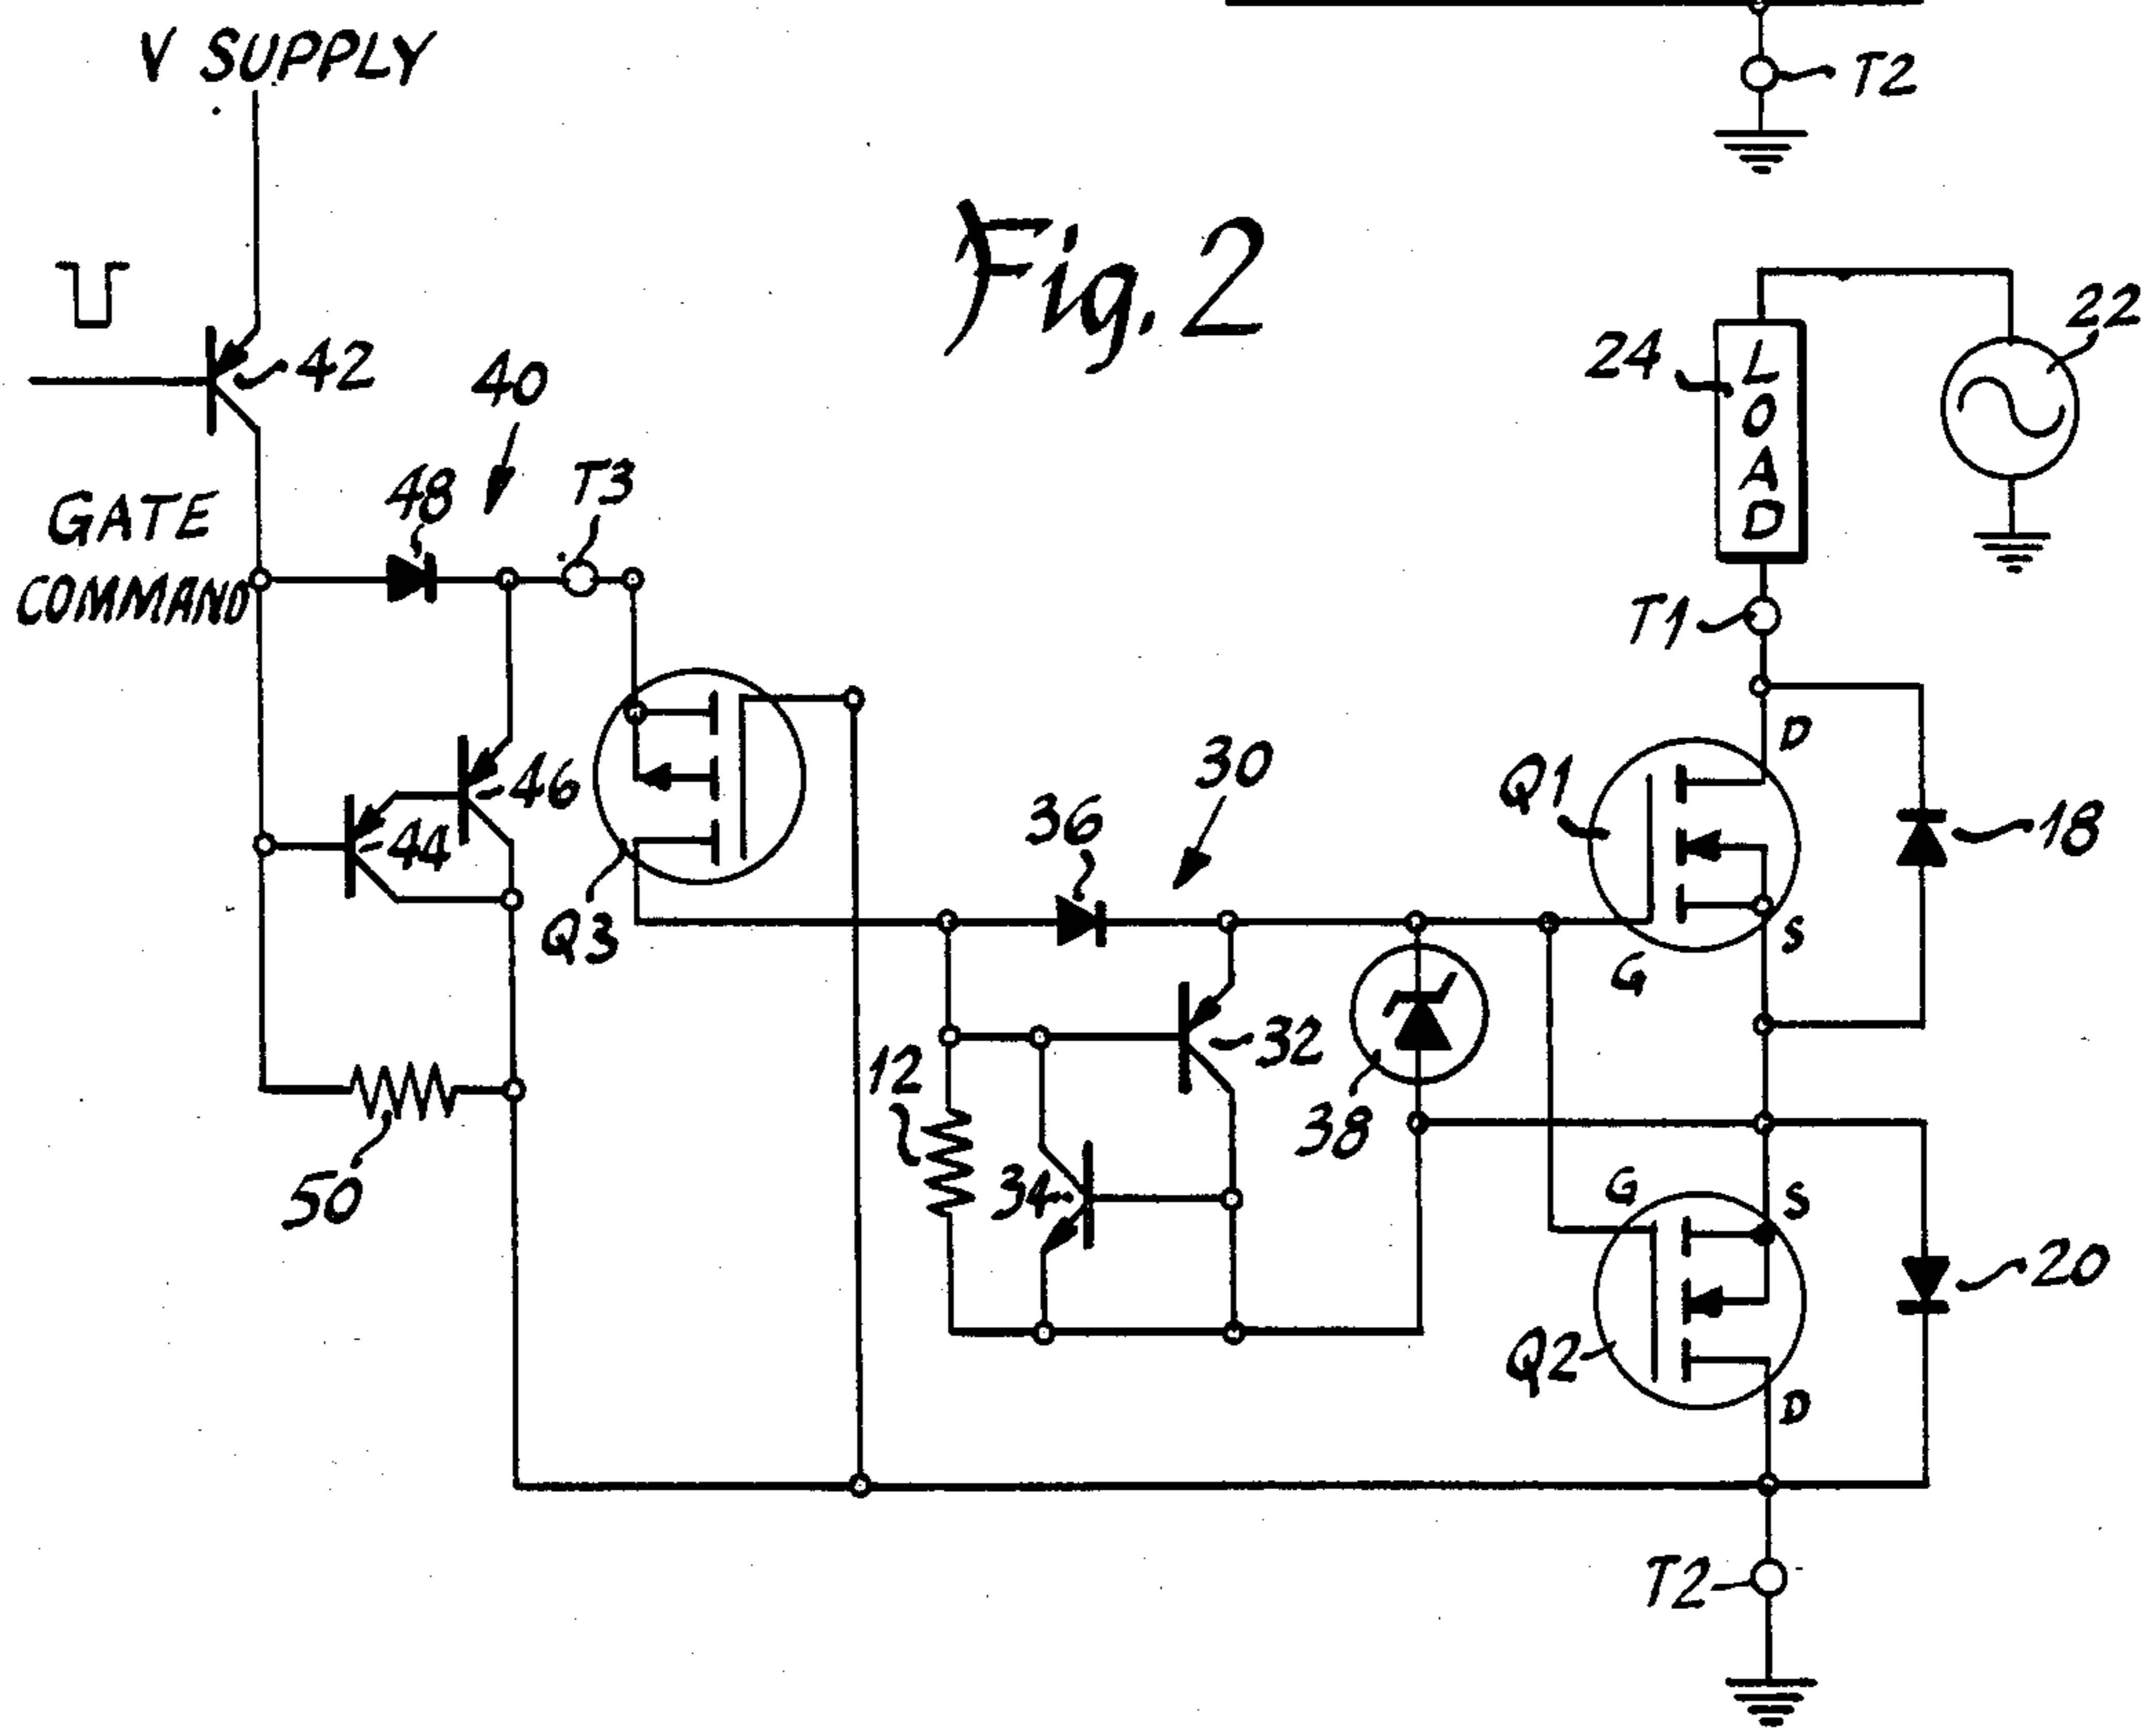 V SUPPLY
T2
Fig. 2
22
24
LOAD
42
40
48
T3
GATE
COMMAND
T1
D
Q1
18
46
44
30
36
Q3
S
G
12
32
38
50
34
G
S
20
Q2
D
T2